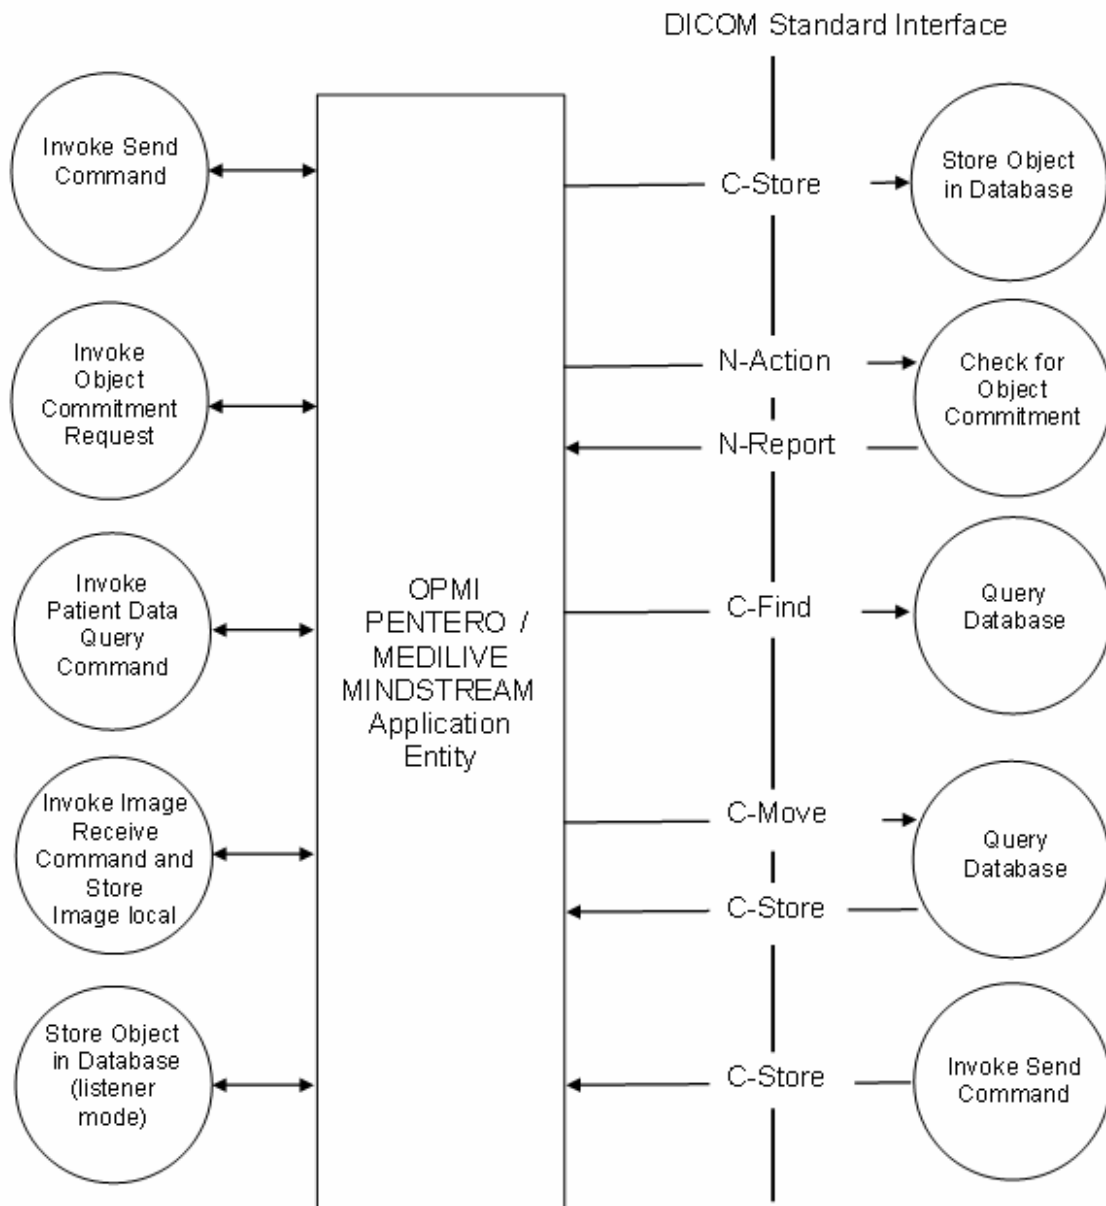 DICOM Standard Interface
Invoke Send
Command
C-Store
Store Object
in Database
Invoke
Object
Commitment
Request
N-Action
N-Report
Check for
Object
Commitment
Invoke
Patient Data
Query
Command
OPMI
PENTERO /
MEDILIVE
MINDSTREAM
Application
Entity
C-Find
Query
Database
Invoke Image
Receive
Command and
Store
Image local
C-Move
C-Store
Query
Database
Store Object
in Database
(listener
mode)
C-Store
Invoke Send
Command